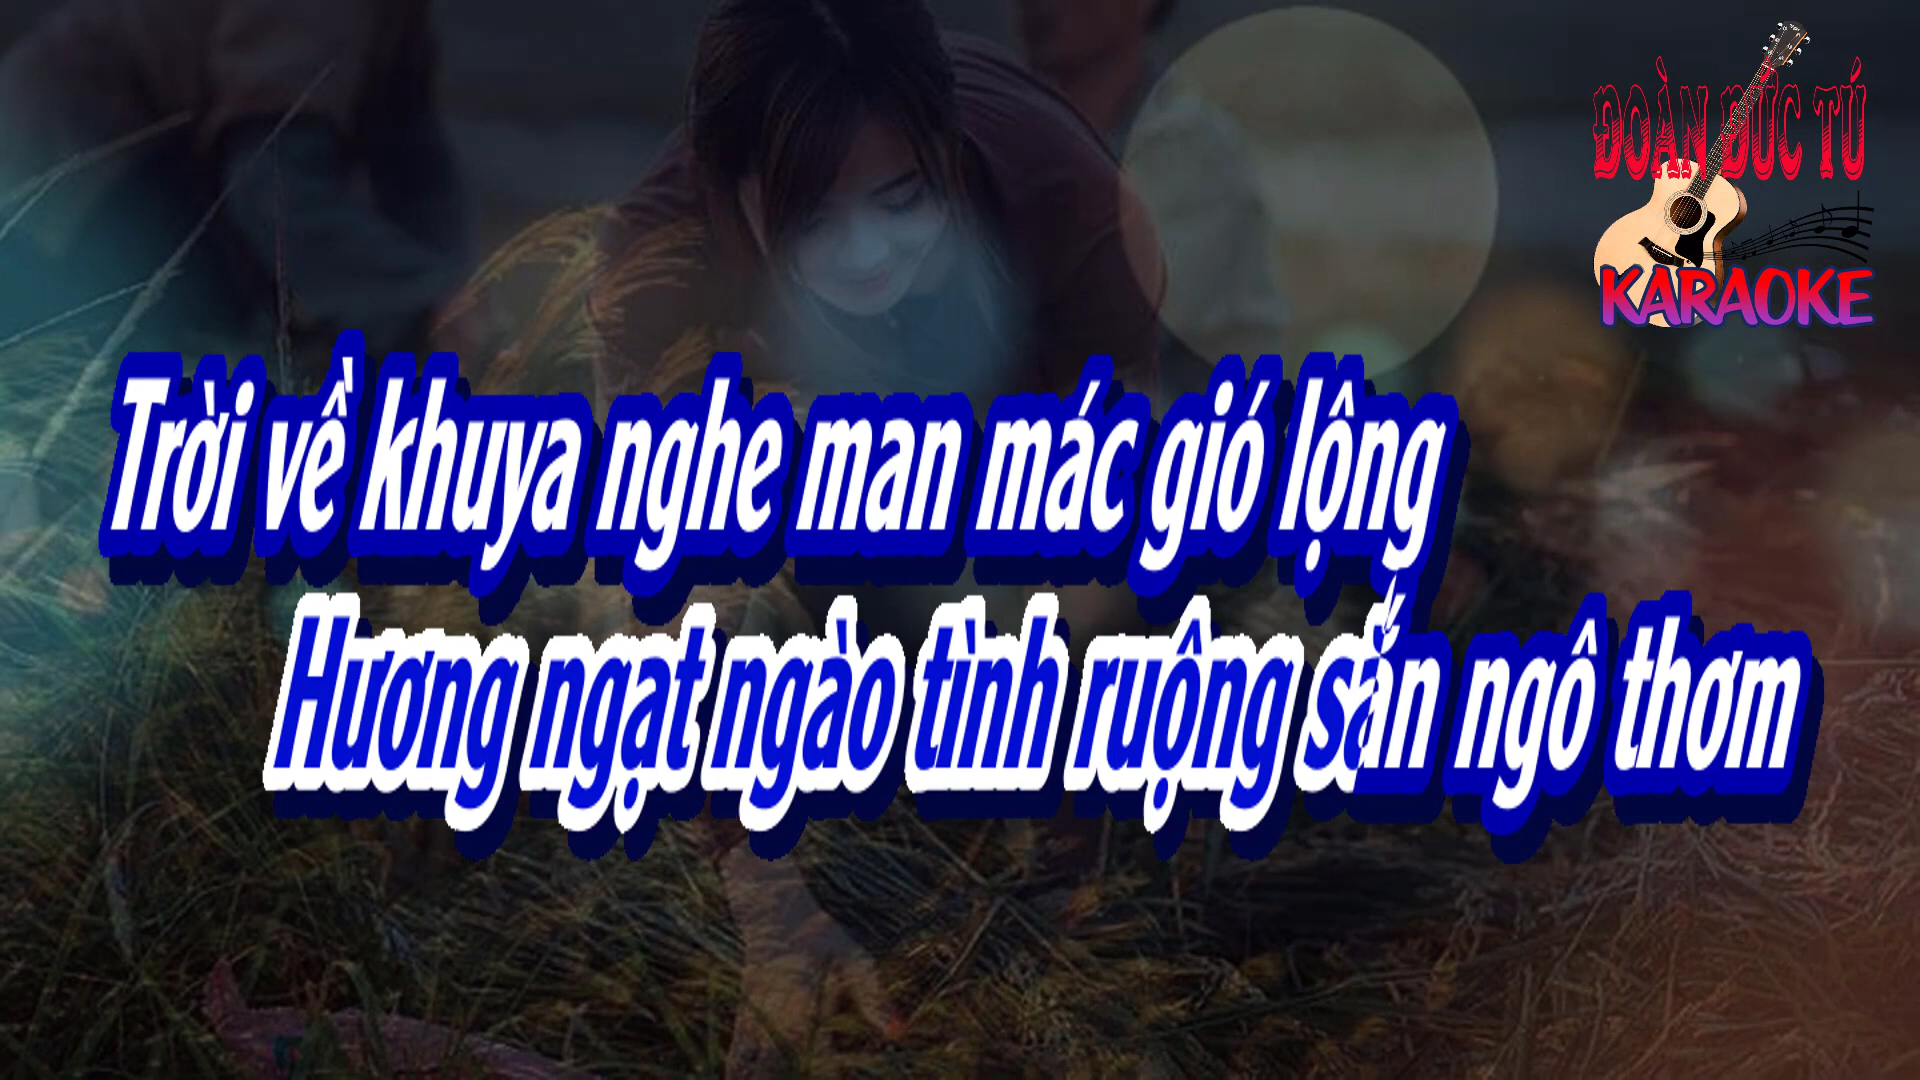 ĐOÀN ĐỨC TÚ
KARAOKE
Trời về khuya nghe man mác gió lộng
Hương ngạt ngào tình ruộng sắn ngô thơm